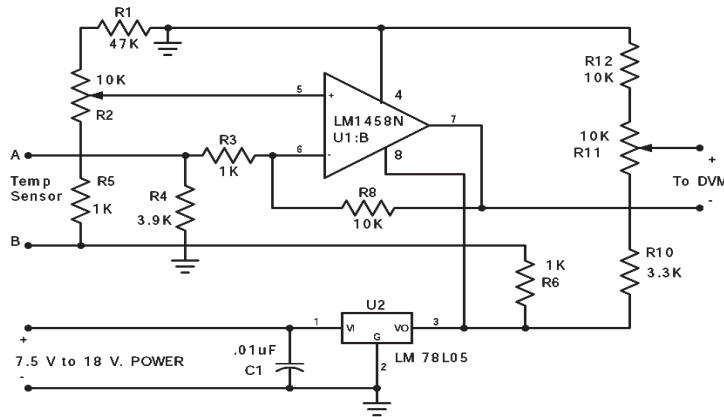 R1
47K
10K
R2
R12
10K
5
+
4
LM1458N
U1:B
7
10K
R11
+
To DVM
-
A
R3
1K
6
-
8
Temp
Sensor
R5
1K
R4
3.9K
R8
10K
B
1K
R6
R10
3.3K
U2
1
VI
VO
3
G
2
LM 78L05
+
7.5 V to 18 V. POWER
-
.01uF
C1